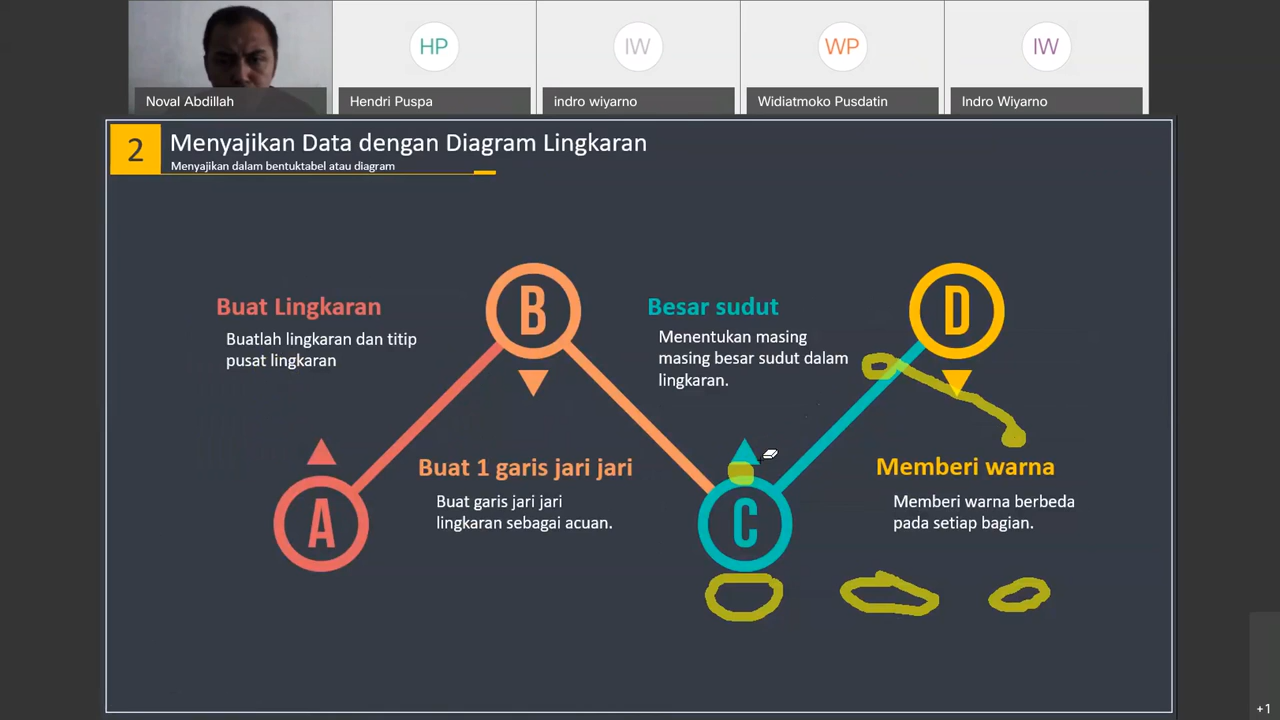 HP
IW
WP
IW
Noval Abdillah
Hendri Puspa
indro wiyarno
Widiatmoko Pusdatin
Indro Wiyarno
2
Menyajikan Data dengan Diagram Lingkaran
Menyajikan dalam bentuktabel atau diagram
Buat Lingkaran
Buatlah lingkaran dan titip
pusat lingkaran
A
B
Buat 1 garis jari jari
Buat garis jari jari
lingkaran sebagai acuan.
Besar sudut
Menentukan masing
masing besar sudut dalam
lingkaran.
C
D
Memberi warna
Memberi warna berbeda
pada setiap bagian.
+1